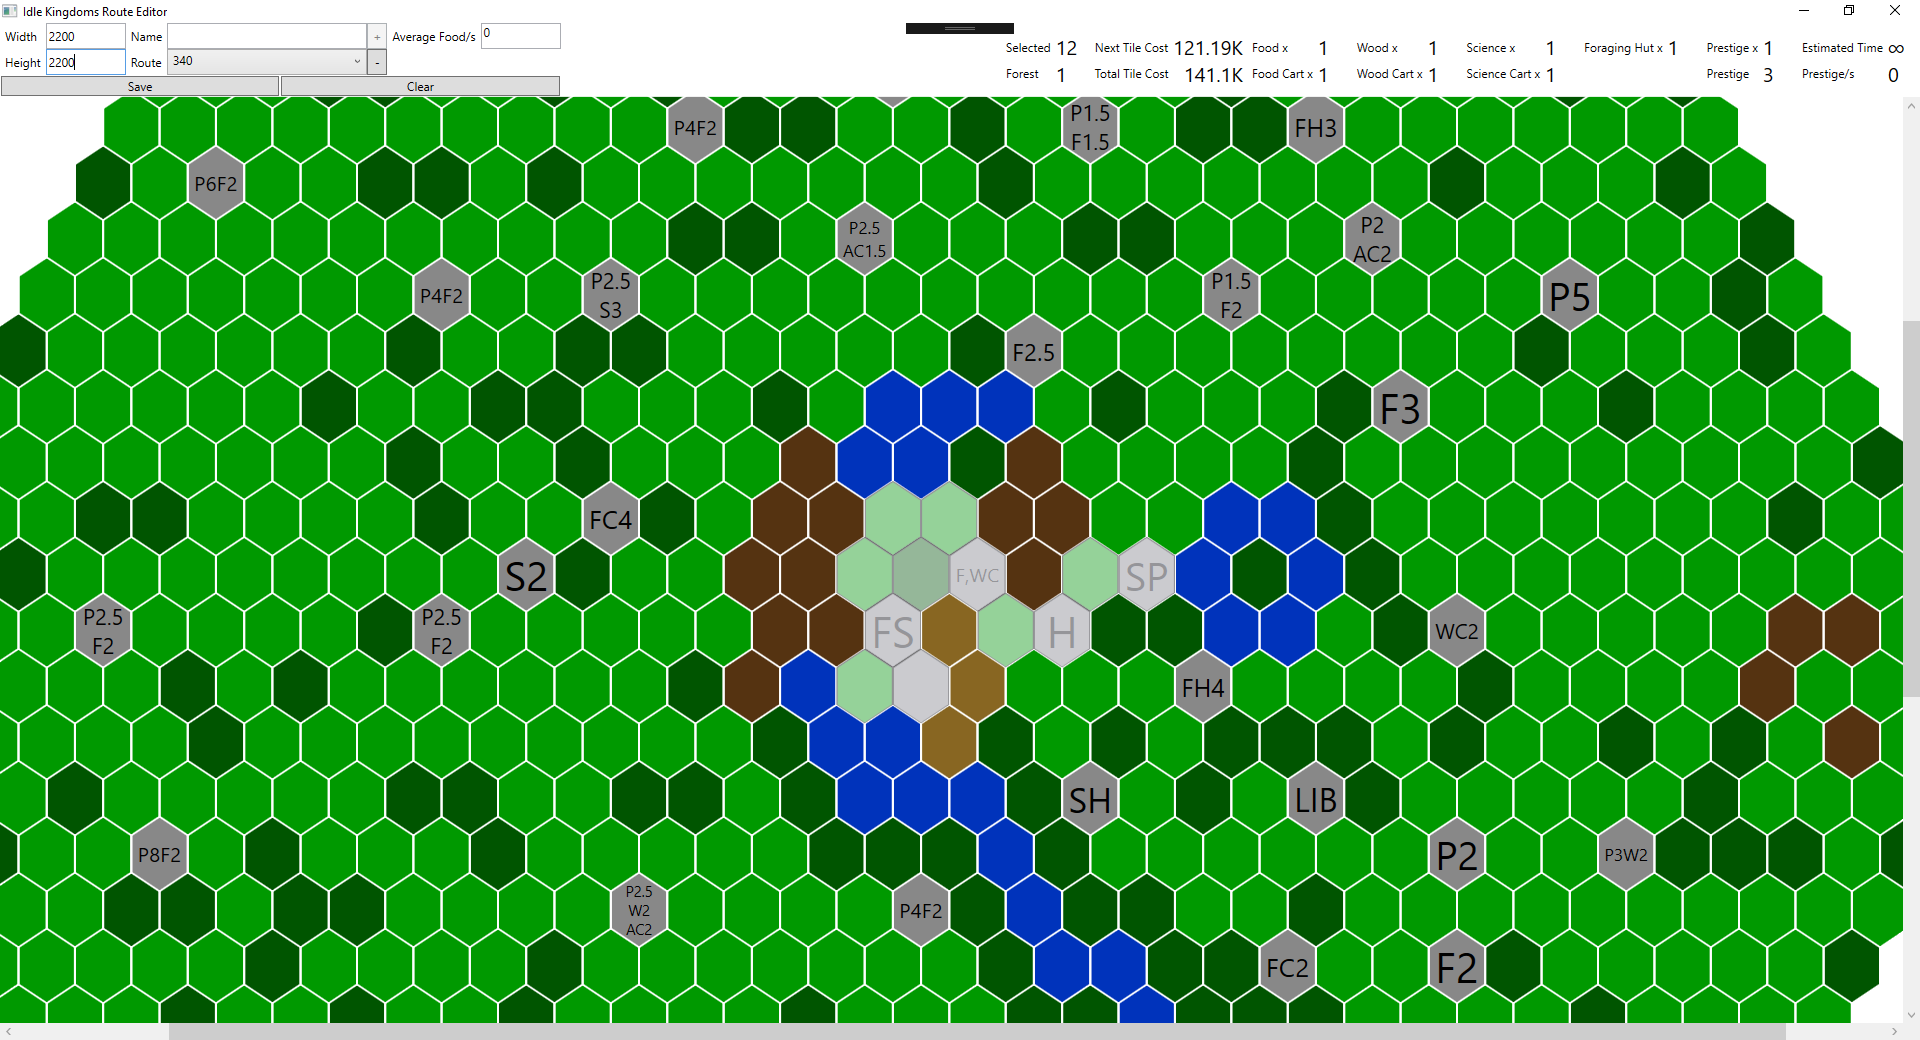 Idle Kingdoms Route Editor
Width 2200 Name + Average Food/s 0
Height 2200 Route 340 -
Save Clear
Selected 12 Next Tile Cost 121.19K Food x 1 Wood x 1 Science x 1 Foraging Hut x 1 Prestige x 1 Estimated Time ∞
Forest 1 Total Tile Cost 141.1K Food Cart x 1 Wood Cart x 1 Science Cart x 1 Prestige 3 Prestige/s 0
P4F2
P1.5
F1.5
FH3
P6F2
P2.5
AC1.5
P2
AC2
P4F2
P2.5
S3
P1.5
F2
P5
F2.5
F3
FC4
S2
F,WC
SP
P2.5
F2
P2.5
F2
FS
H
WC2
FH4
SH
LIB
P8F2
P2
P3W2
P2.5
W2
AC2
P4F2
FC2
F2